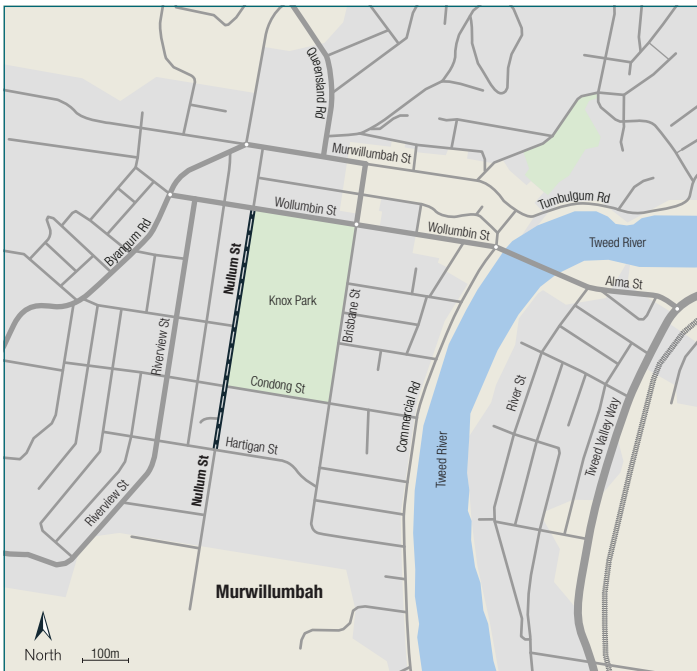 Queensland Rd
Murwillumbah St
Tumbulgum Rd
Wollumbin St
Wollumbin St
Tweed River
Byangum Rd
Nullum St
Alma St
Knox Park
Brisbane St
Riverview St
Condong St
River St
Commercial Rd
Tweed Valley Way
Hartigan St
Tweed River
Nullum St
Riverview St
Murwillumbah
North
100m